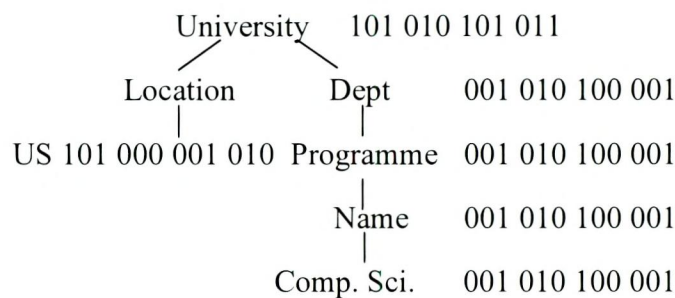 University 101 010 101 011
Location Dept 001 010 100 001
US 101 000 001 010 Programme 001 010 100 001
Name 001 010 100 001
Comp. Sci. 001 010 100 001